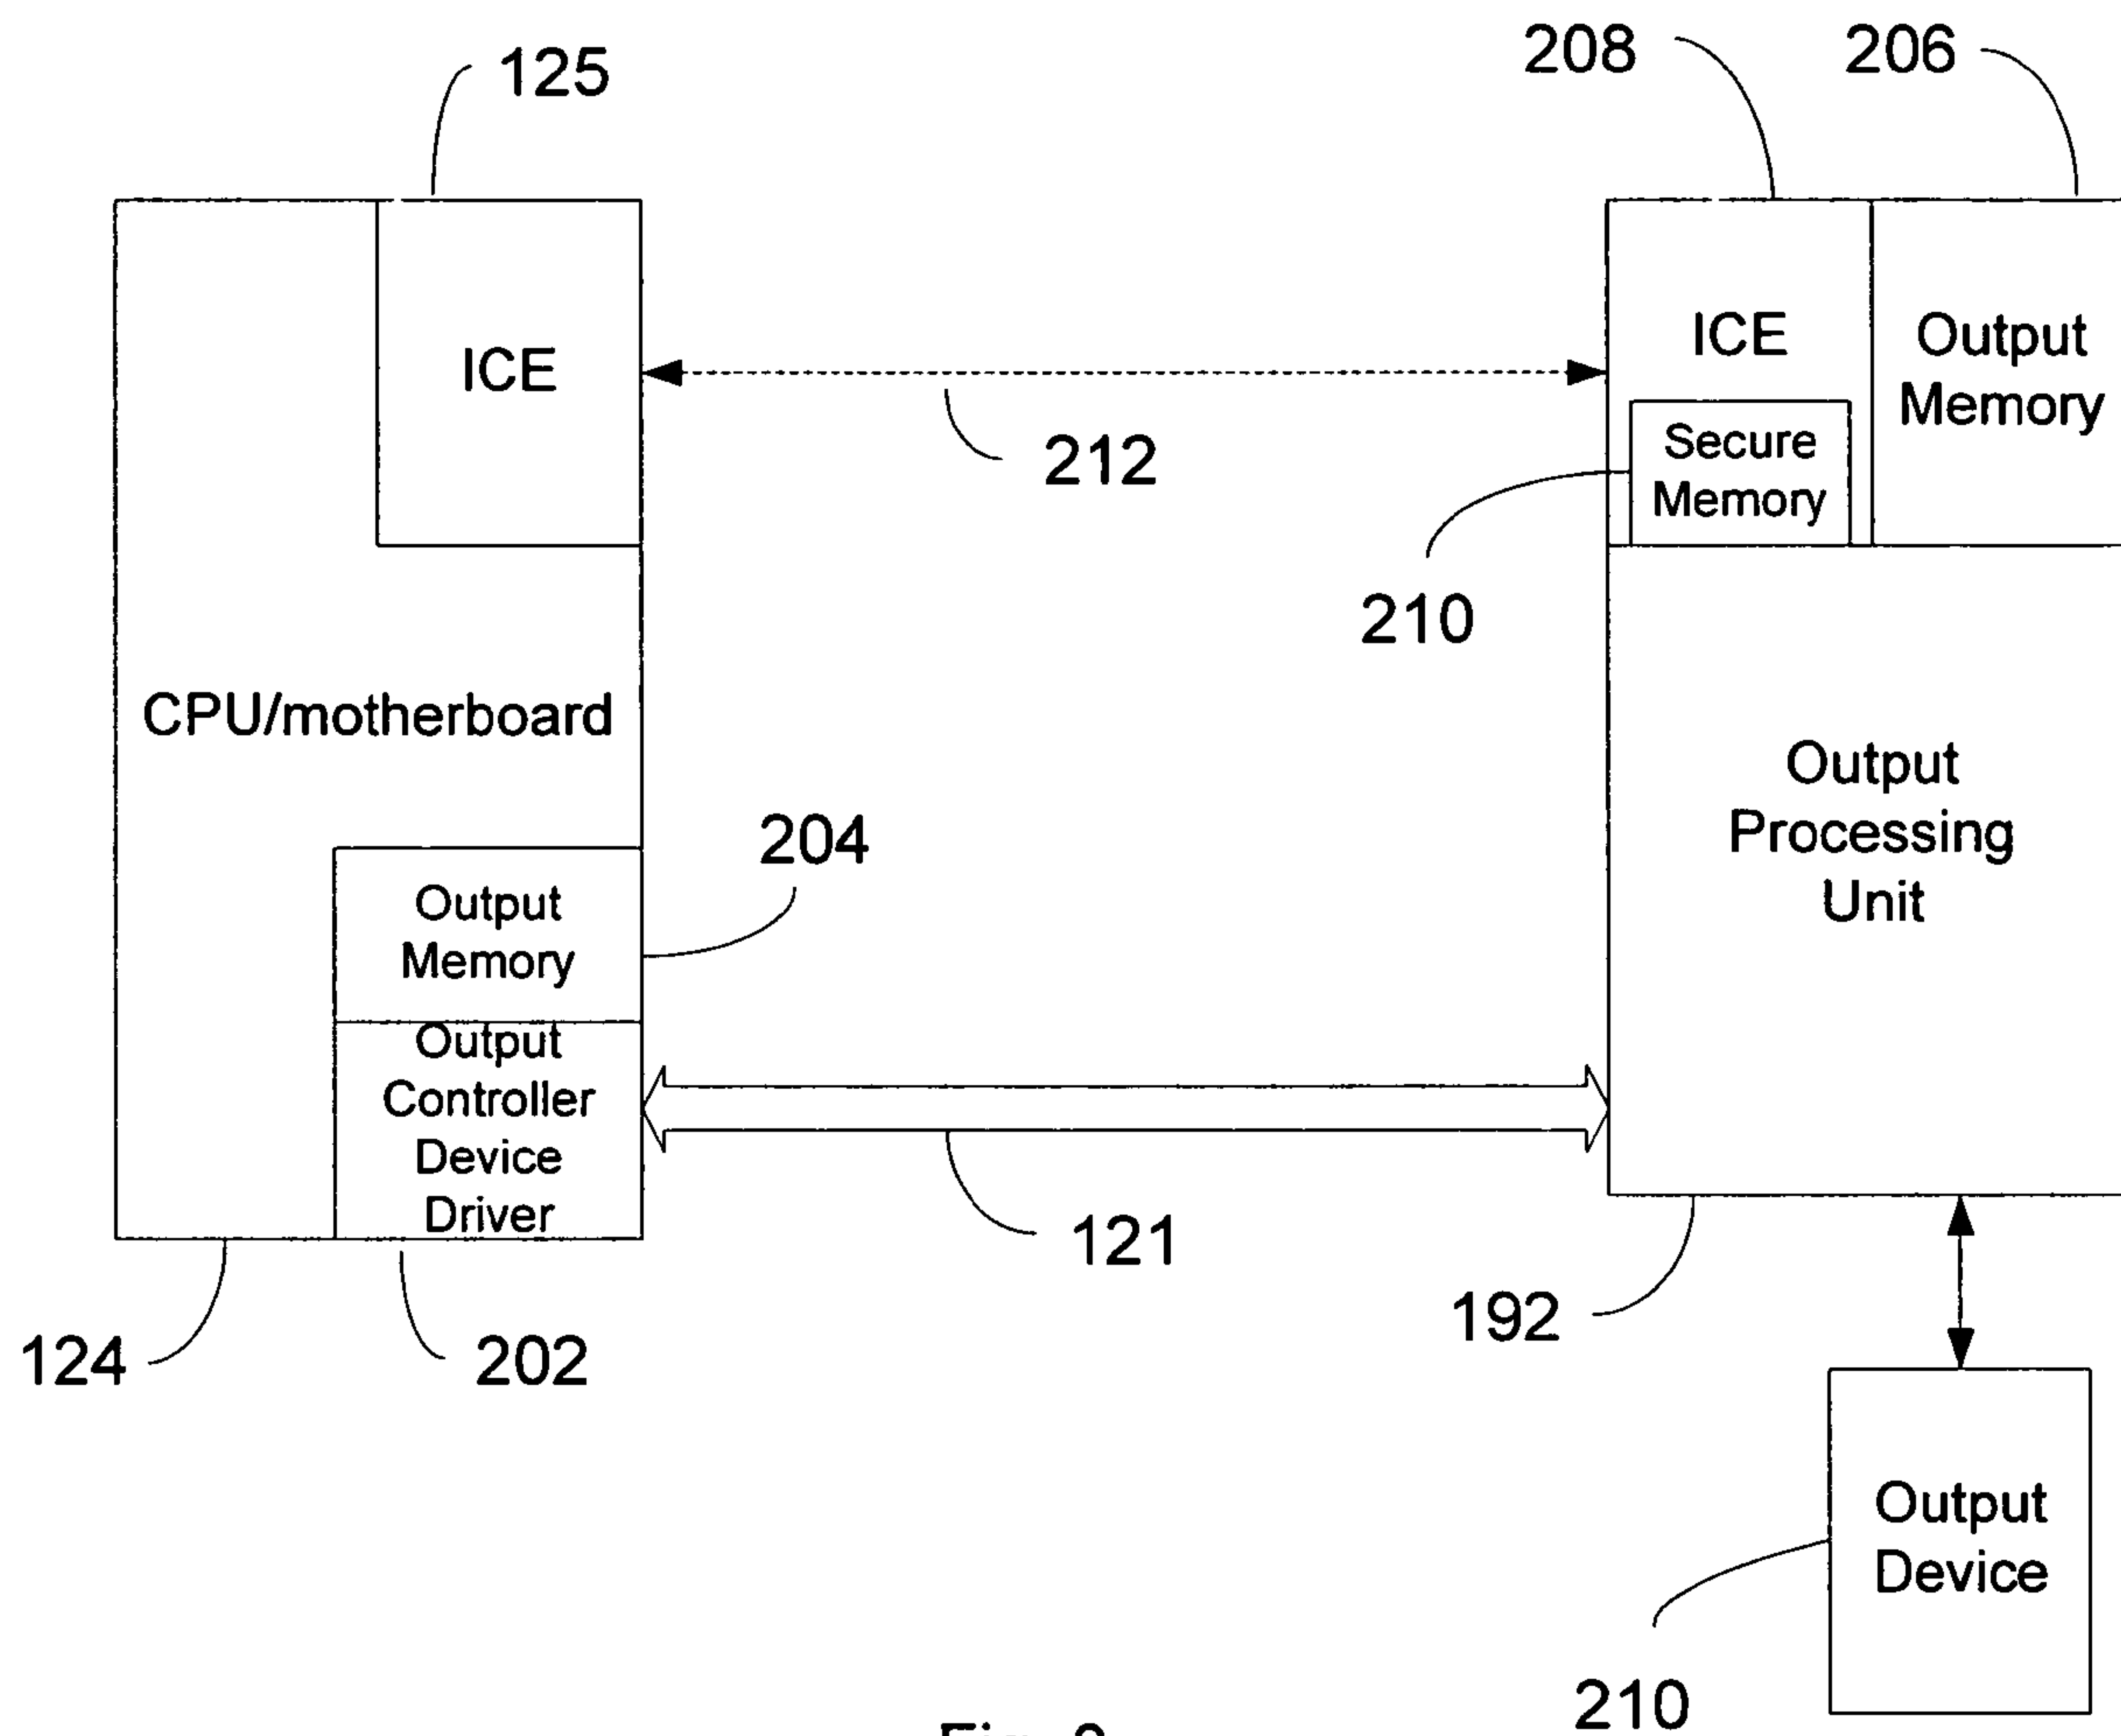 125
208
206
ICE
ICE
Output
Memory
Secure
Memory
212
210
CPU/motherboard
Output
Processing
Unit
204
Output
Memory
Output
Controller
Device
Driver
121
192
124
202
Output
Device
210